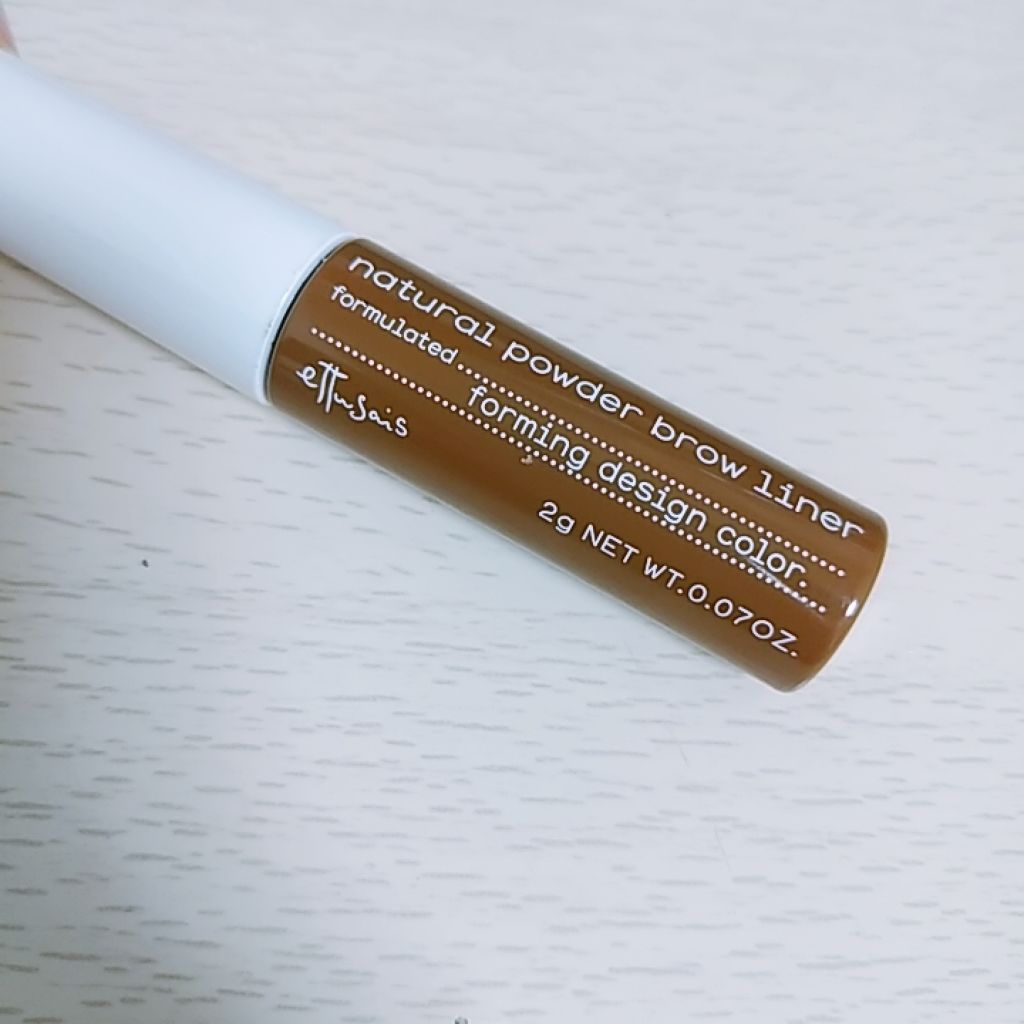 natural powder brow liner
formulated
forming design color.
ettusais
2g NET WT.0.07OZ.